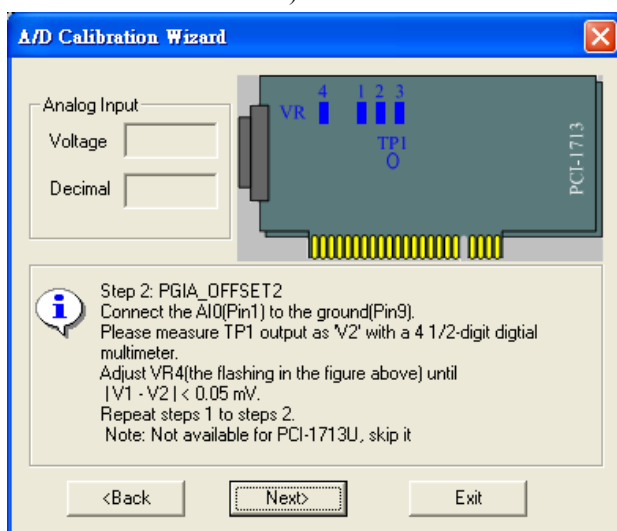 A/D Calibration Wizard
Analog Input
Voltage
Decimal
VR 4 1 2 3
TP1
PCI-1713
Step 2: PGIA_OFFSET2
Connect the AI0(Pin1) to the ground(Pin9).
Please measure TP1 output as 'V2' with a 4 1/2-digit digtial
multimeter.
Adjust VR4(the flashing in the figure above) until
|V1 - V2| < 0.05 mV.
Repeat steps 1 to steps 2.
Note: Not available for PCI-1713U, skip it
<Back
Next>
Exit